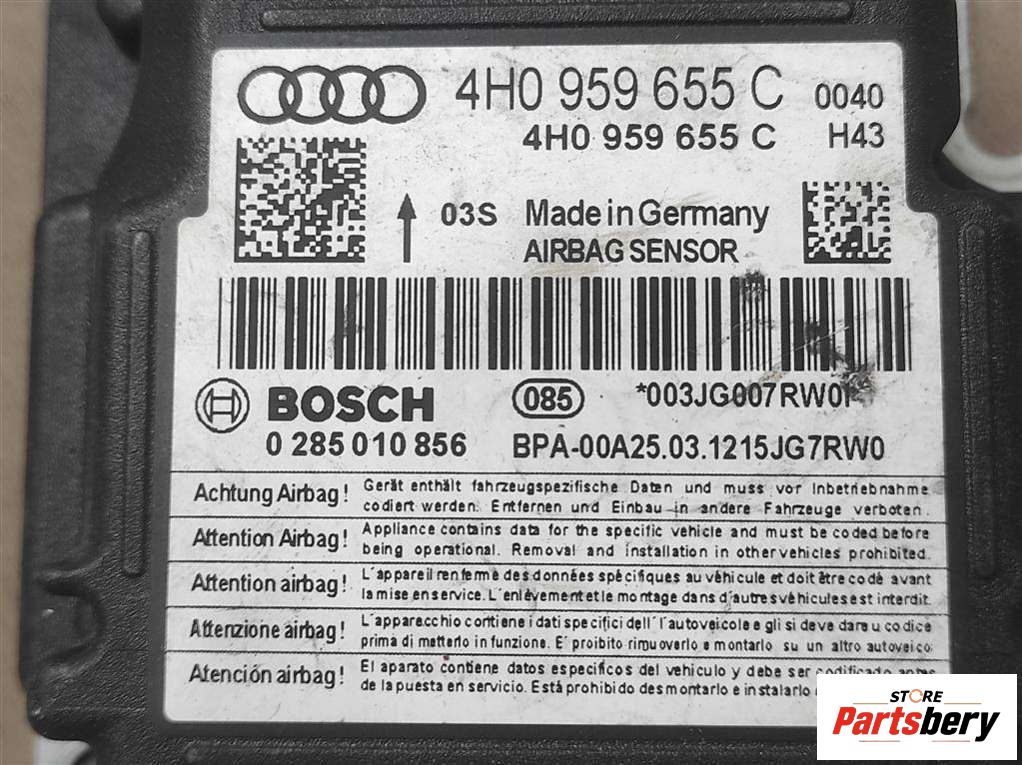 4H0 959 655 C 0040
4H0 959 655 C H43
03S Made in Germany
AIRBAG SENSOR
BOSCH 085 *003JG007RW0
0 285 010 856 BPA-00A25.03.1215JG7RW0
Achtung Airbag! Gerät enthält fahrzeugspezifische Daten und muss vor Inbetriebnahme
codiert werden. Entfernen und Einbau in andere Fahrzeuge verboten.
Attention Airbag! Appliance contains data for the specific vehicle and must be coded before
being operational. Removal and installation in other vehicles prohibited.
Attention airbag! L'appareil renferme des données spécifiques au véhicule et doit être codé avant
la mise en service. L'enlèvement et le montage dans d'autres véhicules est interdit.
Attenzione airbag! L'apparecchio contiene i dati specifici dell'l'autoveicolo e gli si deve dare u codice
prima di metterlo in funzione. E' proibito rimuoverlo e montarlo su un altro autoveico
Atención airbag! El aparato contiene datos específicos del vehículo y debe ser codificado antes
de la puesta en servicio. Está prohibido desmontarlo e instalarlo
STORE
Partsbery